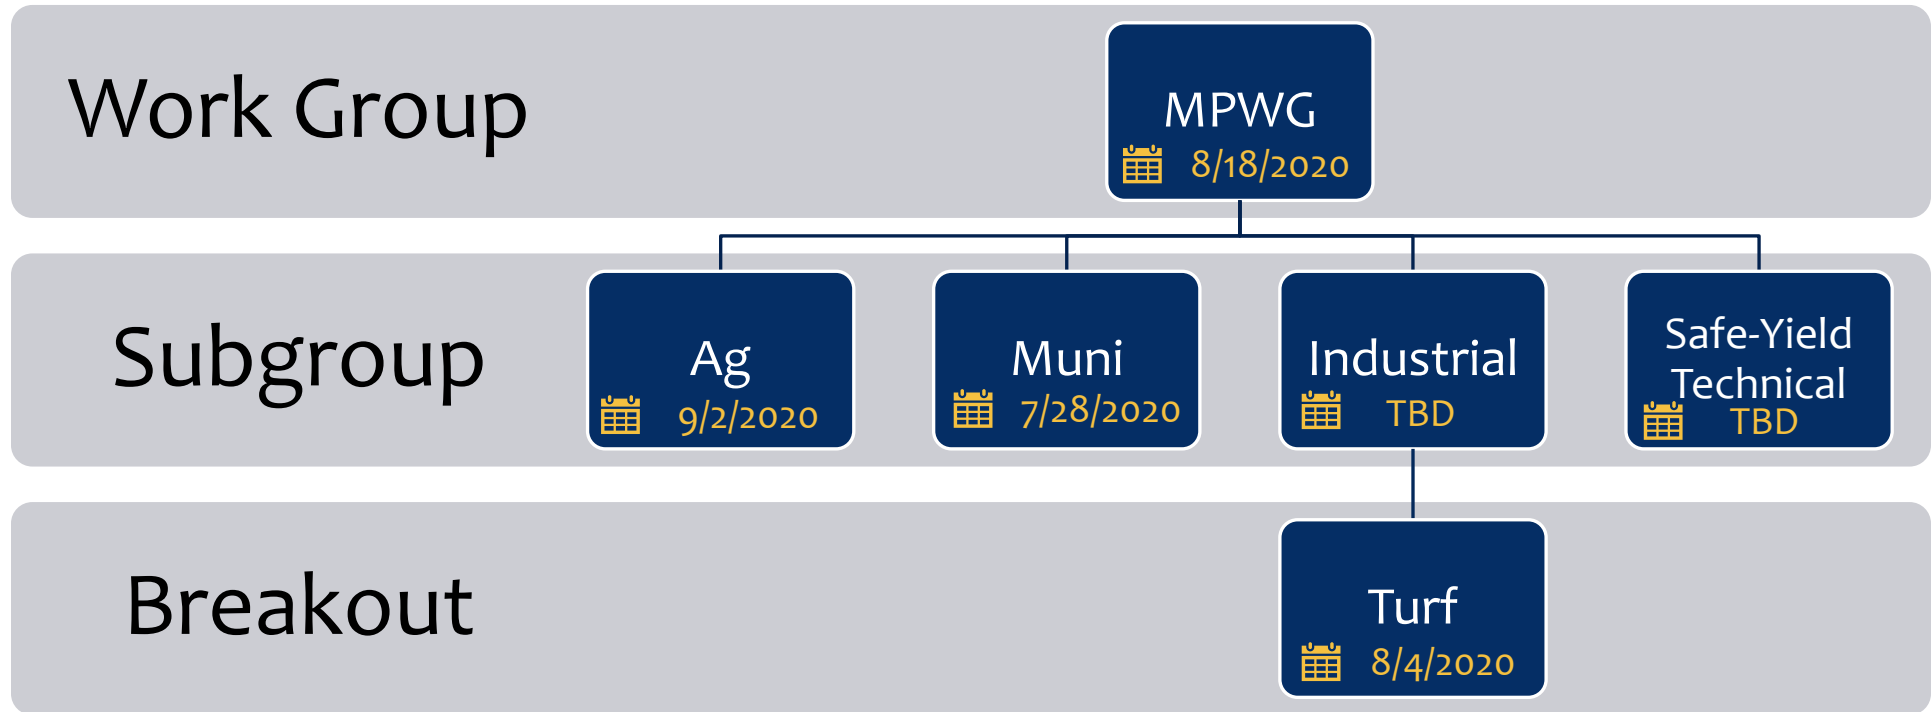 Work Group
MPWG
8/18/2020
Subgroup
Ag
9/2/2020
Muni
7/28/2020
Industrial
TBD
Safe-Yield
Technical
TBD
Breakout
Turf
8/4/2020